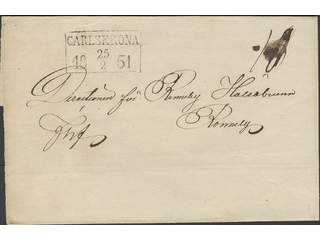 CARLSKRONA
25
18 2 51
Directionen för Ronneby Helsobrunn
Ronneby